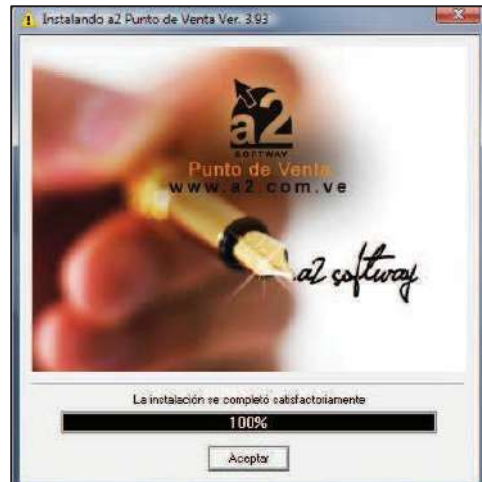 Instalando a2 Punto de Venta Ver. 3.93
a2
SOFTWAY
Punto de Venta
www.a2.com.ve
a2 softway
La instalación se completó satisfactoriamente
100%
Aceptar